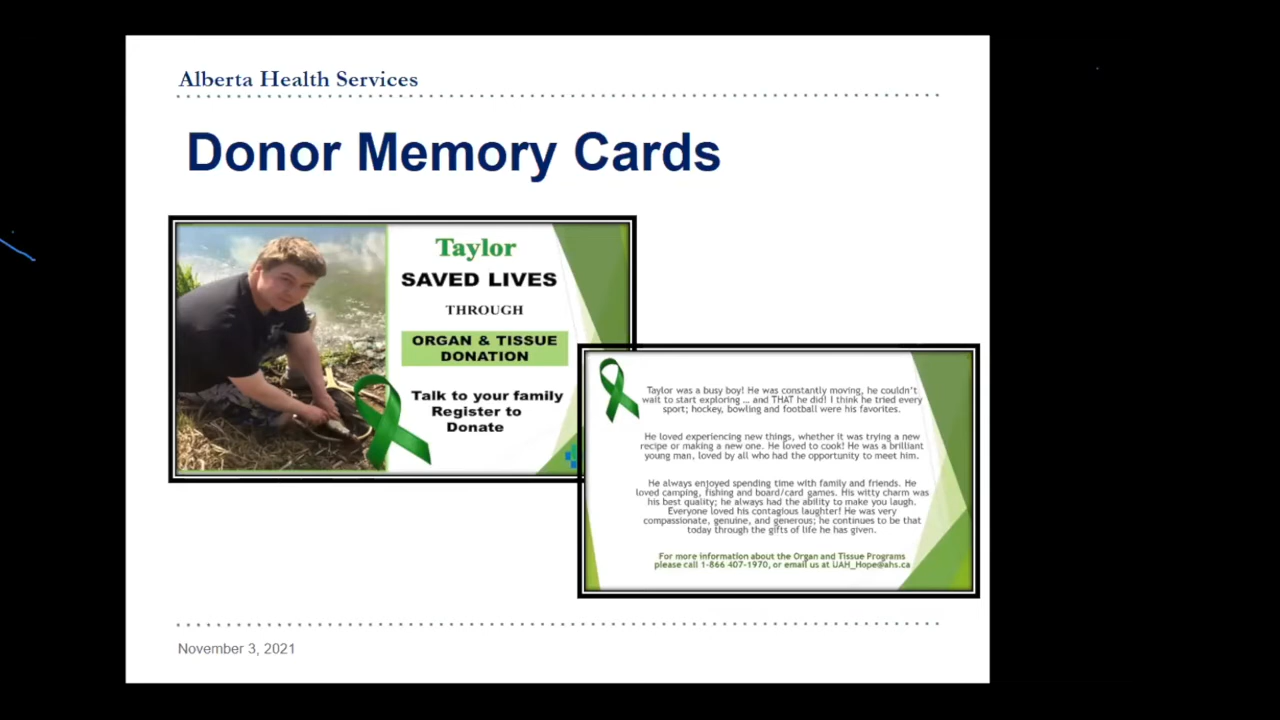 Alberta Health Services
Donor Memory Cards
Taylor
SAVED LIVES
THROUGH
ORGAN & TISSUE
DONATION
Talk to your family
Register to
Donate
Taylor was a busy boy! He was constantly moving, he couldn't
wait to start exploring … and THAT he did! I think he tried every
sport; hockey, bowling and football were his favorites.
He loved experiencing new things, whether it was trying a new
recipe or making a new one. He loved to cook! He was a brilliant
young man, loved by all who had the opportunity to meet him.
He always enjoyed spending time with family and friends. He
loved camping, fishing and board/card games. His witty charm was
his best quality; he always had the ability to make you laugh.
Everyone loved his contagious laughter! He was very
compassionate, genuine, and generous; he continues to be that
today through the gifts of life he has given.
For more information about the Organ and Tissue Programs
please call 1-866 407-1970, or email us at UAH_Hope@ahs.ca
November 3, 2021